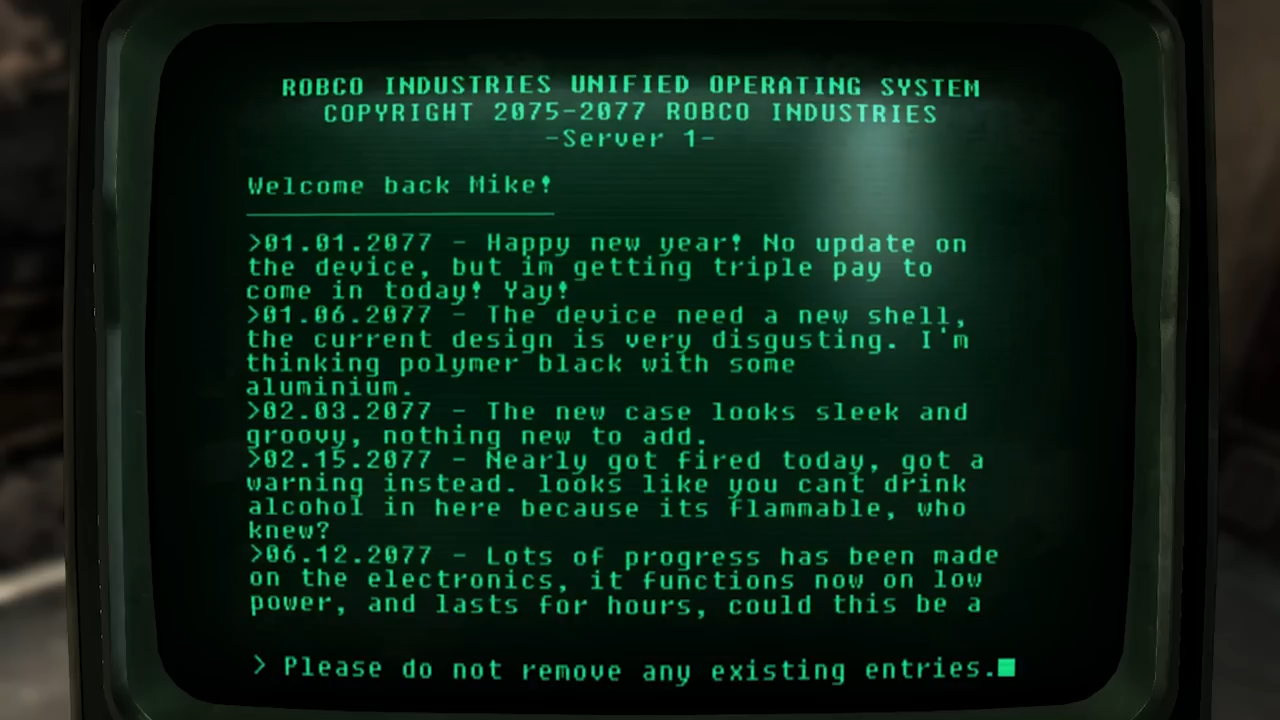 ROBCO INDUSTRIES UNIFIED OPERATING SYSTEM
COPYRIGHT 2075-2077 ROBCO INDUSTRIES
-Server 1-
Welcome back Mike!
>01.01.2077 - Happy new year! No update on
the device, but im getting triple pay to
come in today! Yay!
>01.06.2077 - The device need a new shell,
the current design is very disgusting. I'm
thinking polymer black with some
aluminium.
>02.03.2077 - The new case looks sleek and
groovy, nothing new to add.
>02.15.2077 - Nearly got fired today, got a
warning instead. looks like you cant drink
alcohol in here because its flammable, who
knew?
>06.12.2077 - Lots of progress has been made
on the electronics, it functions now on low
power, and lasts for hours, could this be a
> Please do not remove any existing entries.